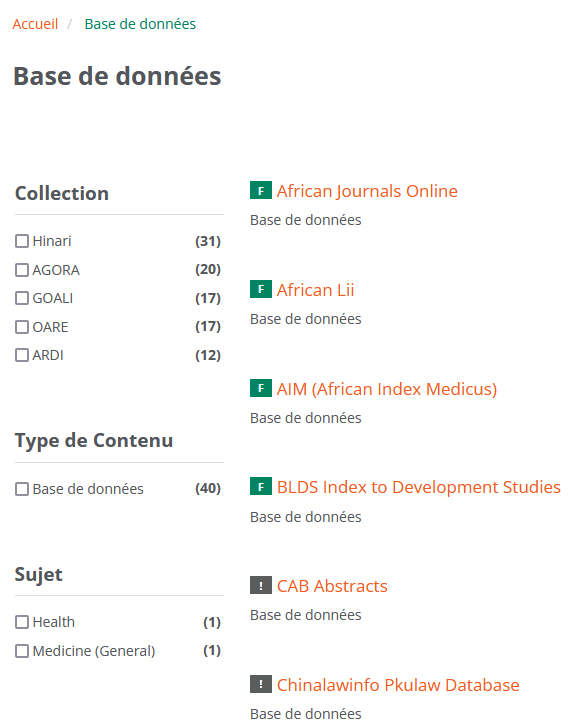 Accueil / Base de données
Base de données
Collection
Hinari (31)
AGORA (20)
GOALI (17)
OARE (17)
ARDI (12)
Type de Contenu
Base de données (40)
Sujet
Health (1)
Medicine (General) (1)
F African Journals Online
Base de données
F African Lii
Base de données
F AIM (African Index Medicus)
Base de données
F BLDS Index to Development Studies
Base de données
! CAB Abstracts
Base de données
! Chinalawinfo Pkulaw Database
Base de données